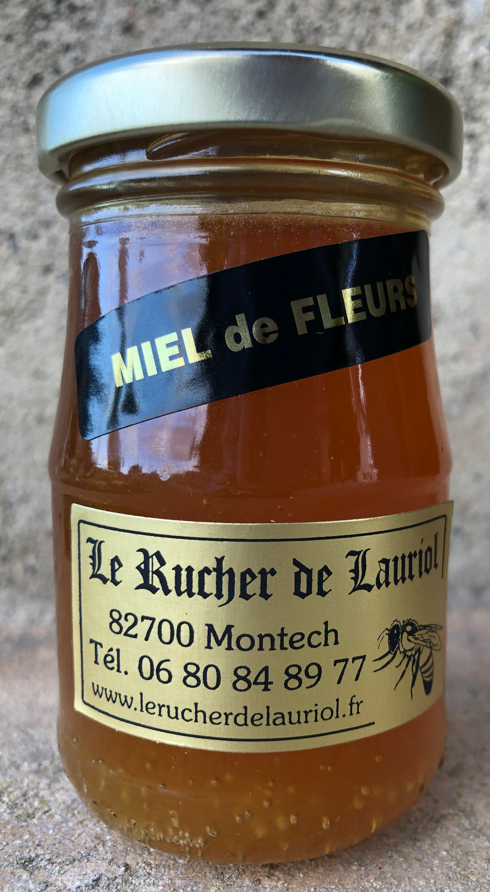 MIEL de FLEURS
Le Rucher de Lauriol
82700 Montech
Tél. 06 80 84 89 77
www.lerucherdelauriol.fr